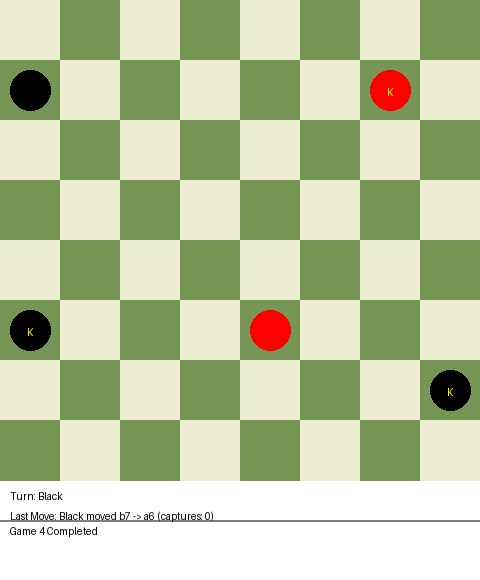 K
K
K
Turn: Black
Last Move: Black moved b7 -> a6 (captures: 0)
Game 4 Completed